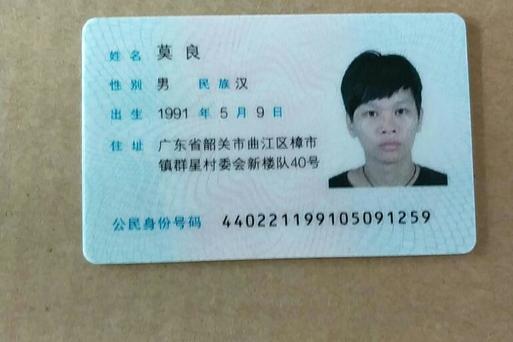 姓名 莫良
性别 男 民族 汉
出生 1991 年 5 月 9 日
住址 广东省韶关市曲江区樟市
镇群星村委会新楼队40号
公民身份号码 440221199105091259